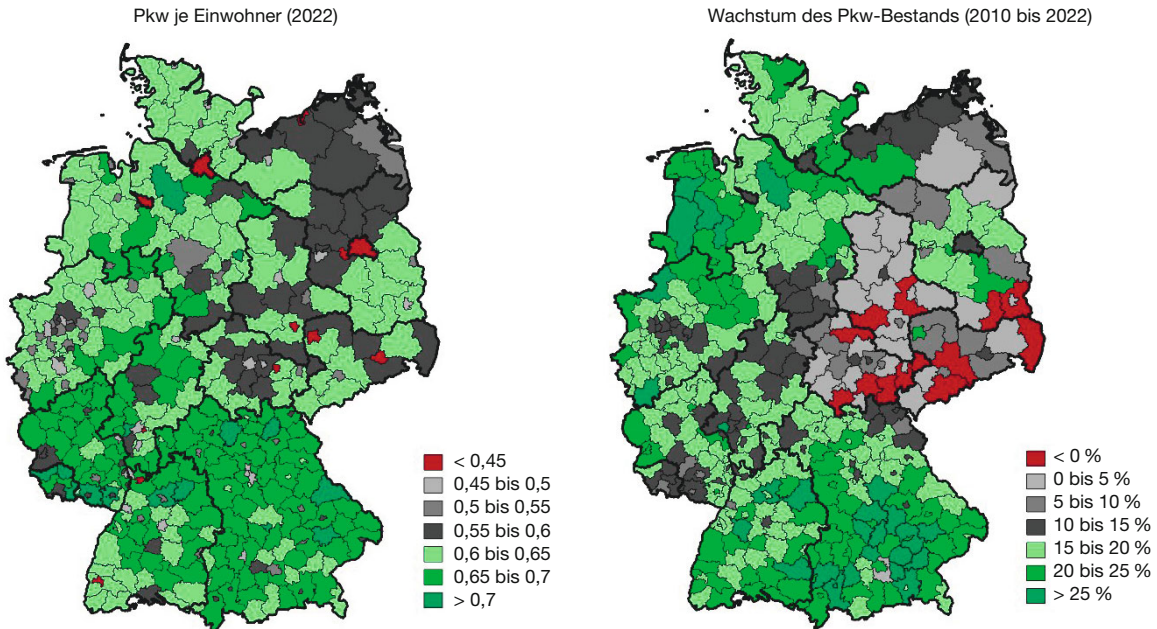 Pkw je Einwohner (2022)
Wachstum des Pkw-Bestands (2010 bis 2022)
< 0,45
0,45 bis 0,5
0,5 bis 0,55
0,55 bis 0,6
0,6 bis 0,65
0,65 bis 0,7
> 0,7
< 0 %
0 bis 5 %
5 bis 10 %
10 bis 15 %
15 bis 20 %
20 bis 25 %
> 25 %